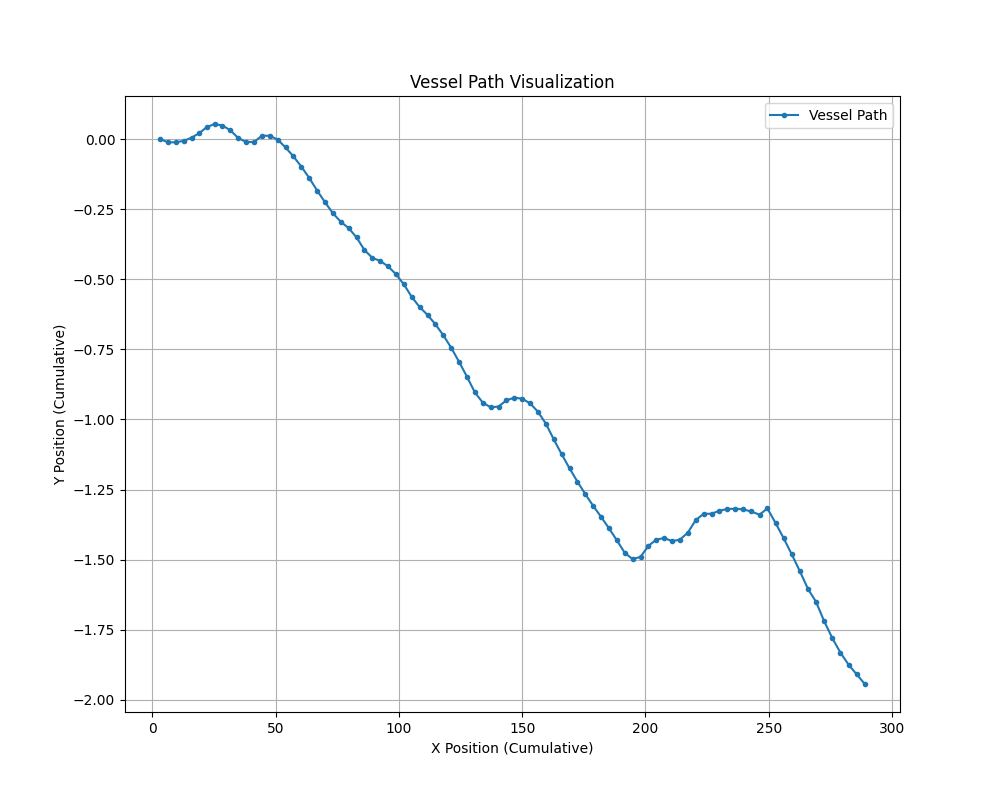 Vessel Path Visualization
Vessel Path
0.00
−0.25
−0.50
−0.75
−1.00
−1.25
−1.50
−1.75
−2.00
Y Position (Cumulative)
0 50 100 150 200 250 300
X Position (Cumulative)